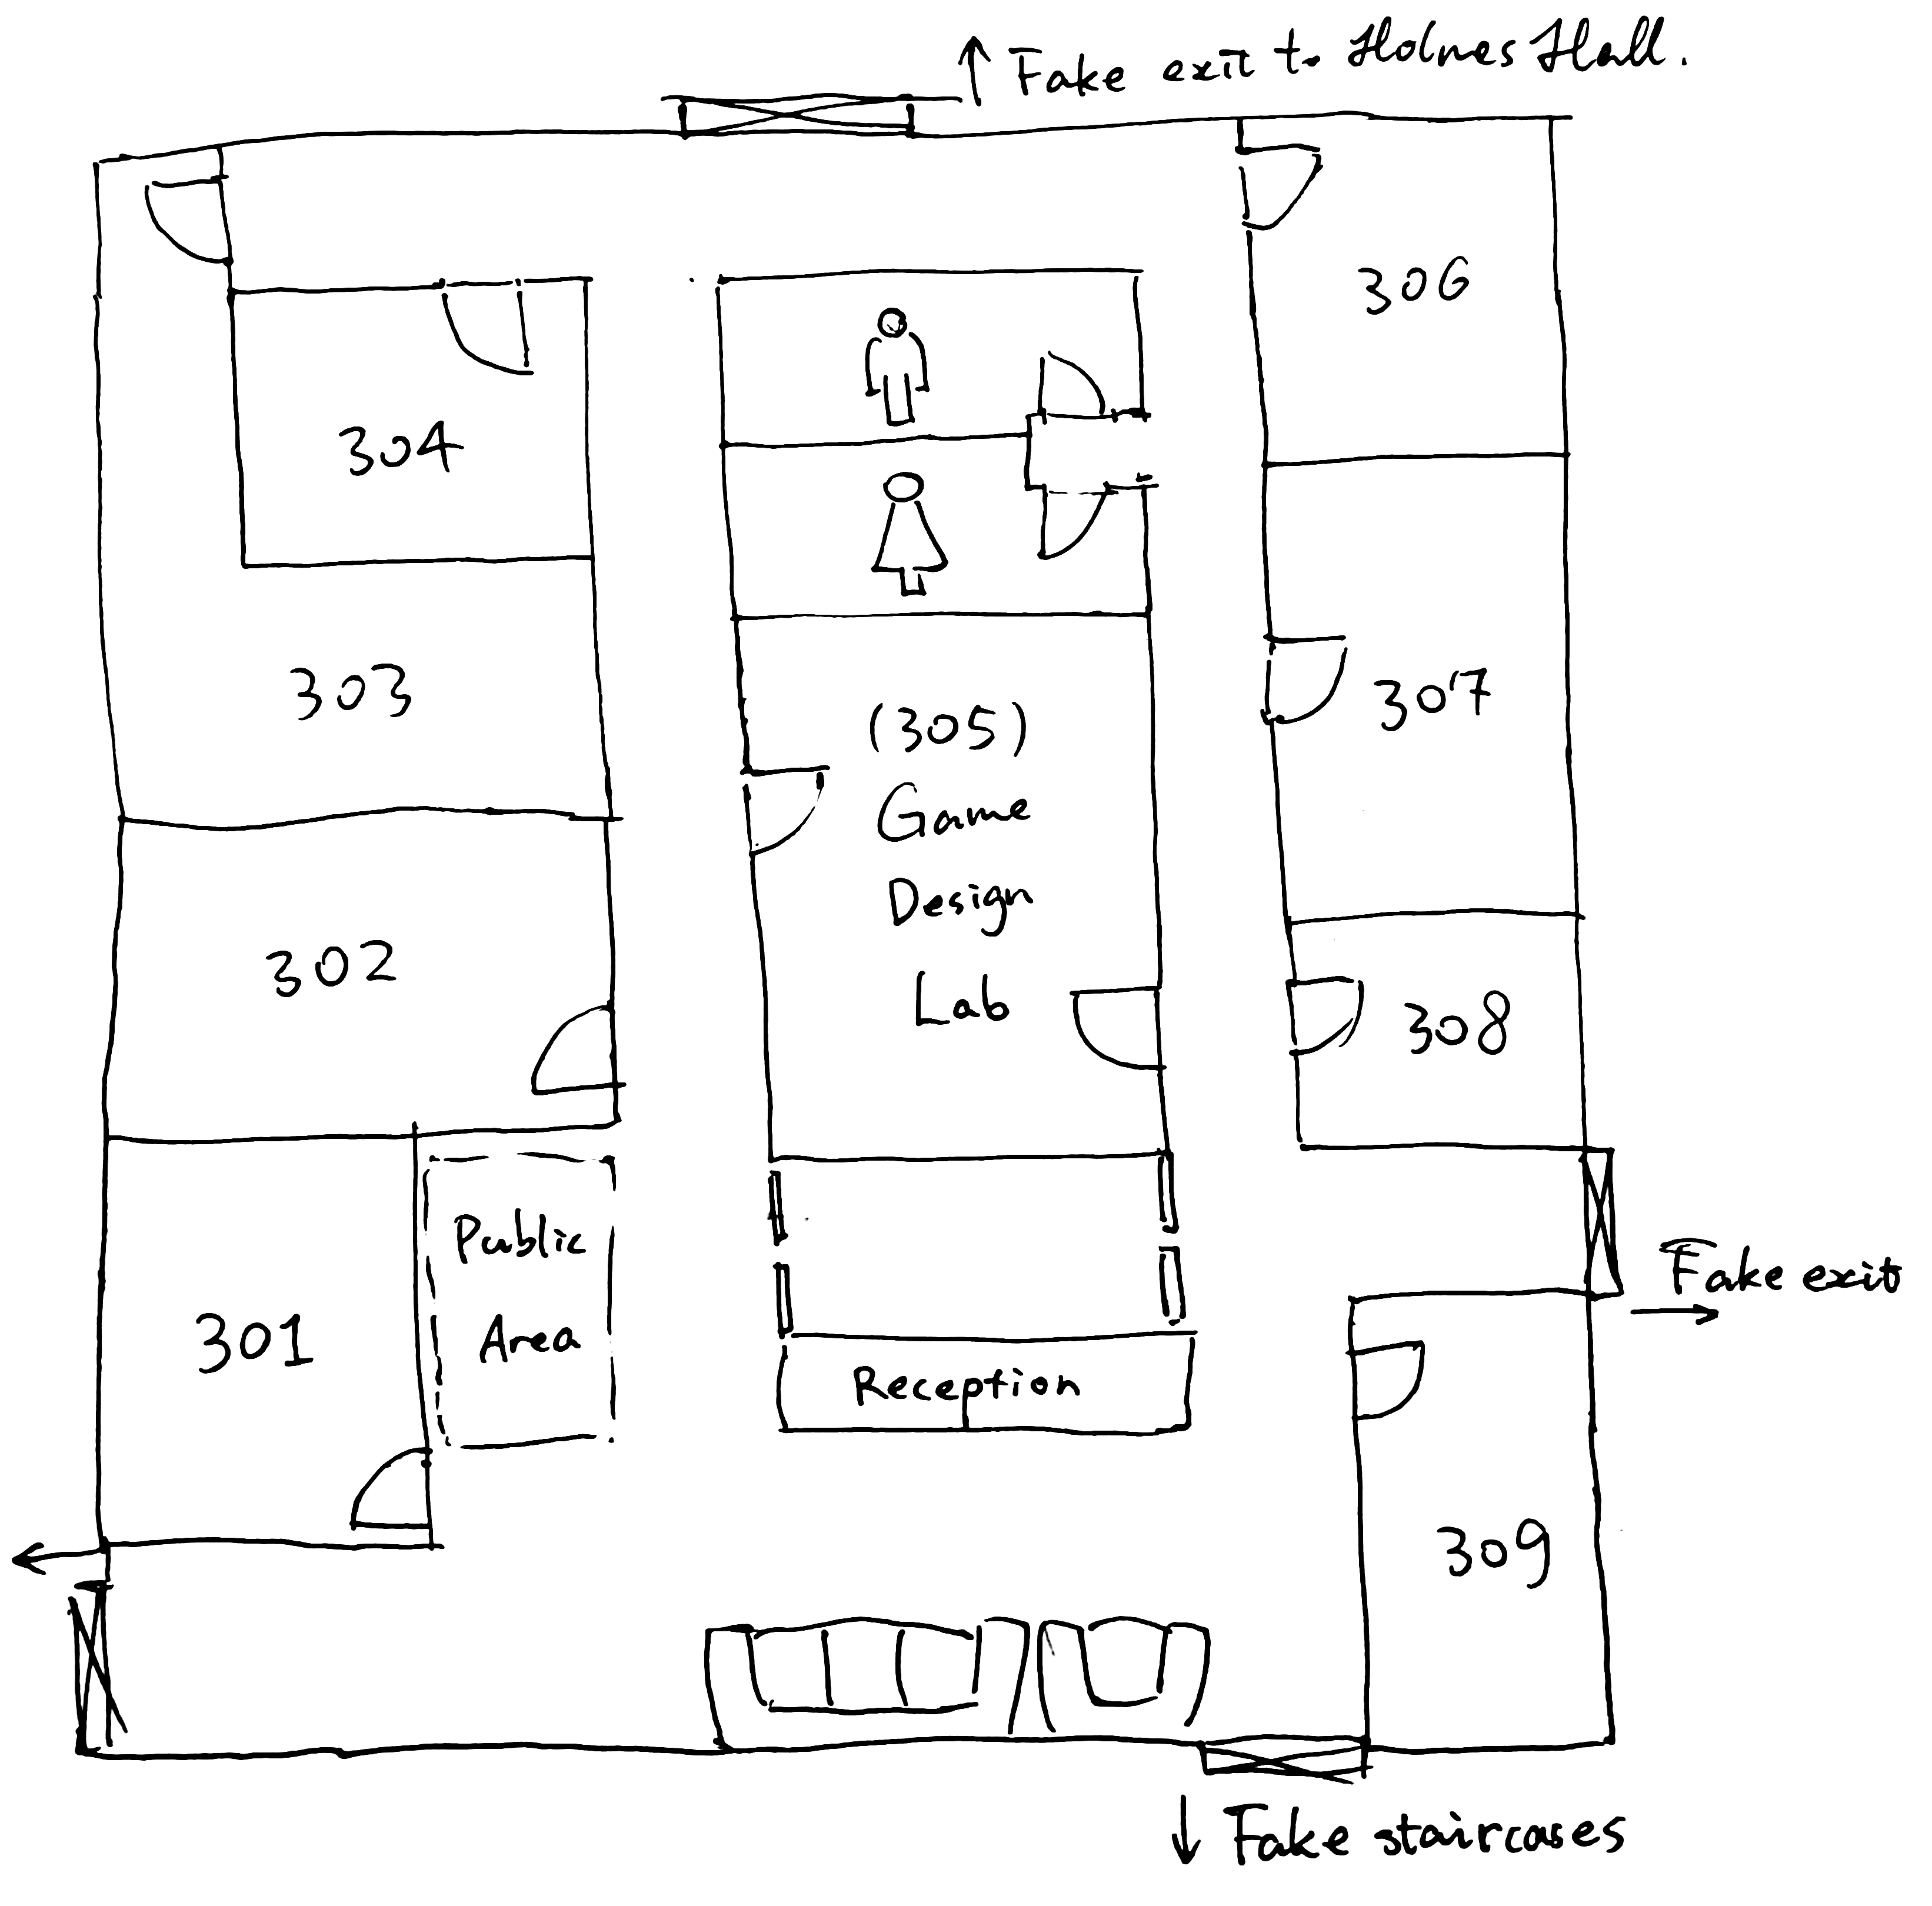 Fake exit to Holmes Hall.
306
304
303
307
(305)
Game
Design
Lab
302
308
Public
Area
301
Fake exit
Reception
309
Fake staircases